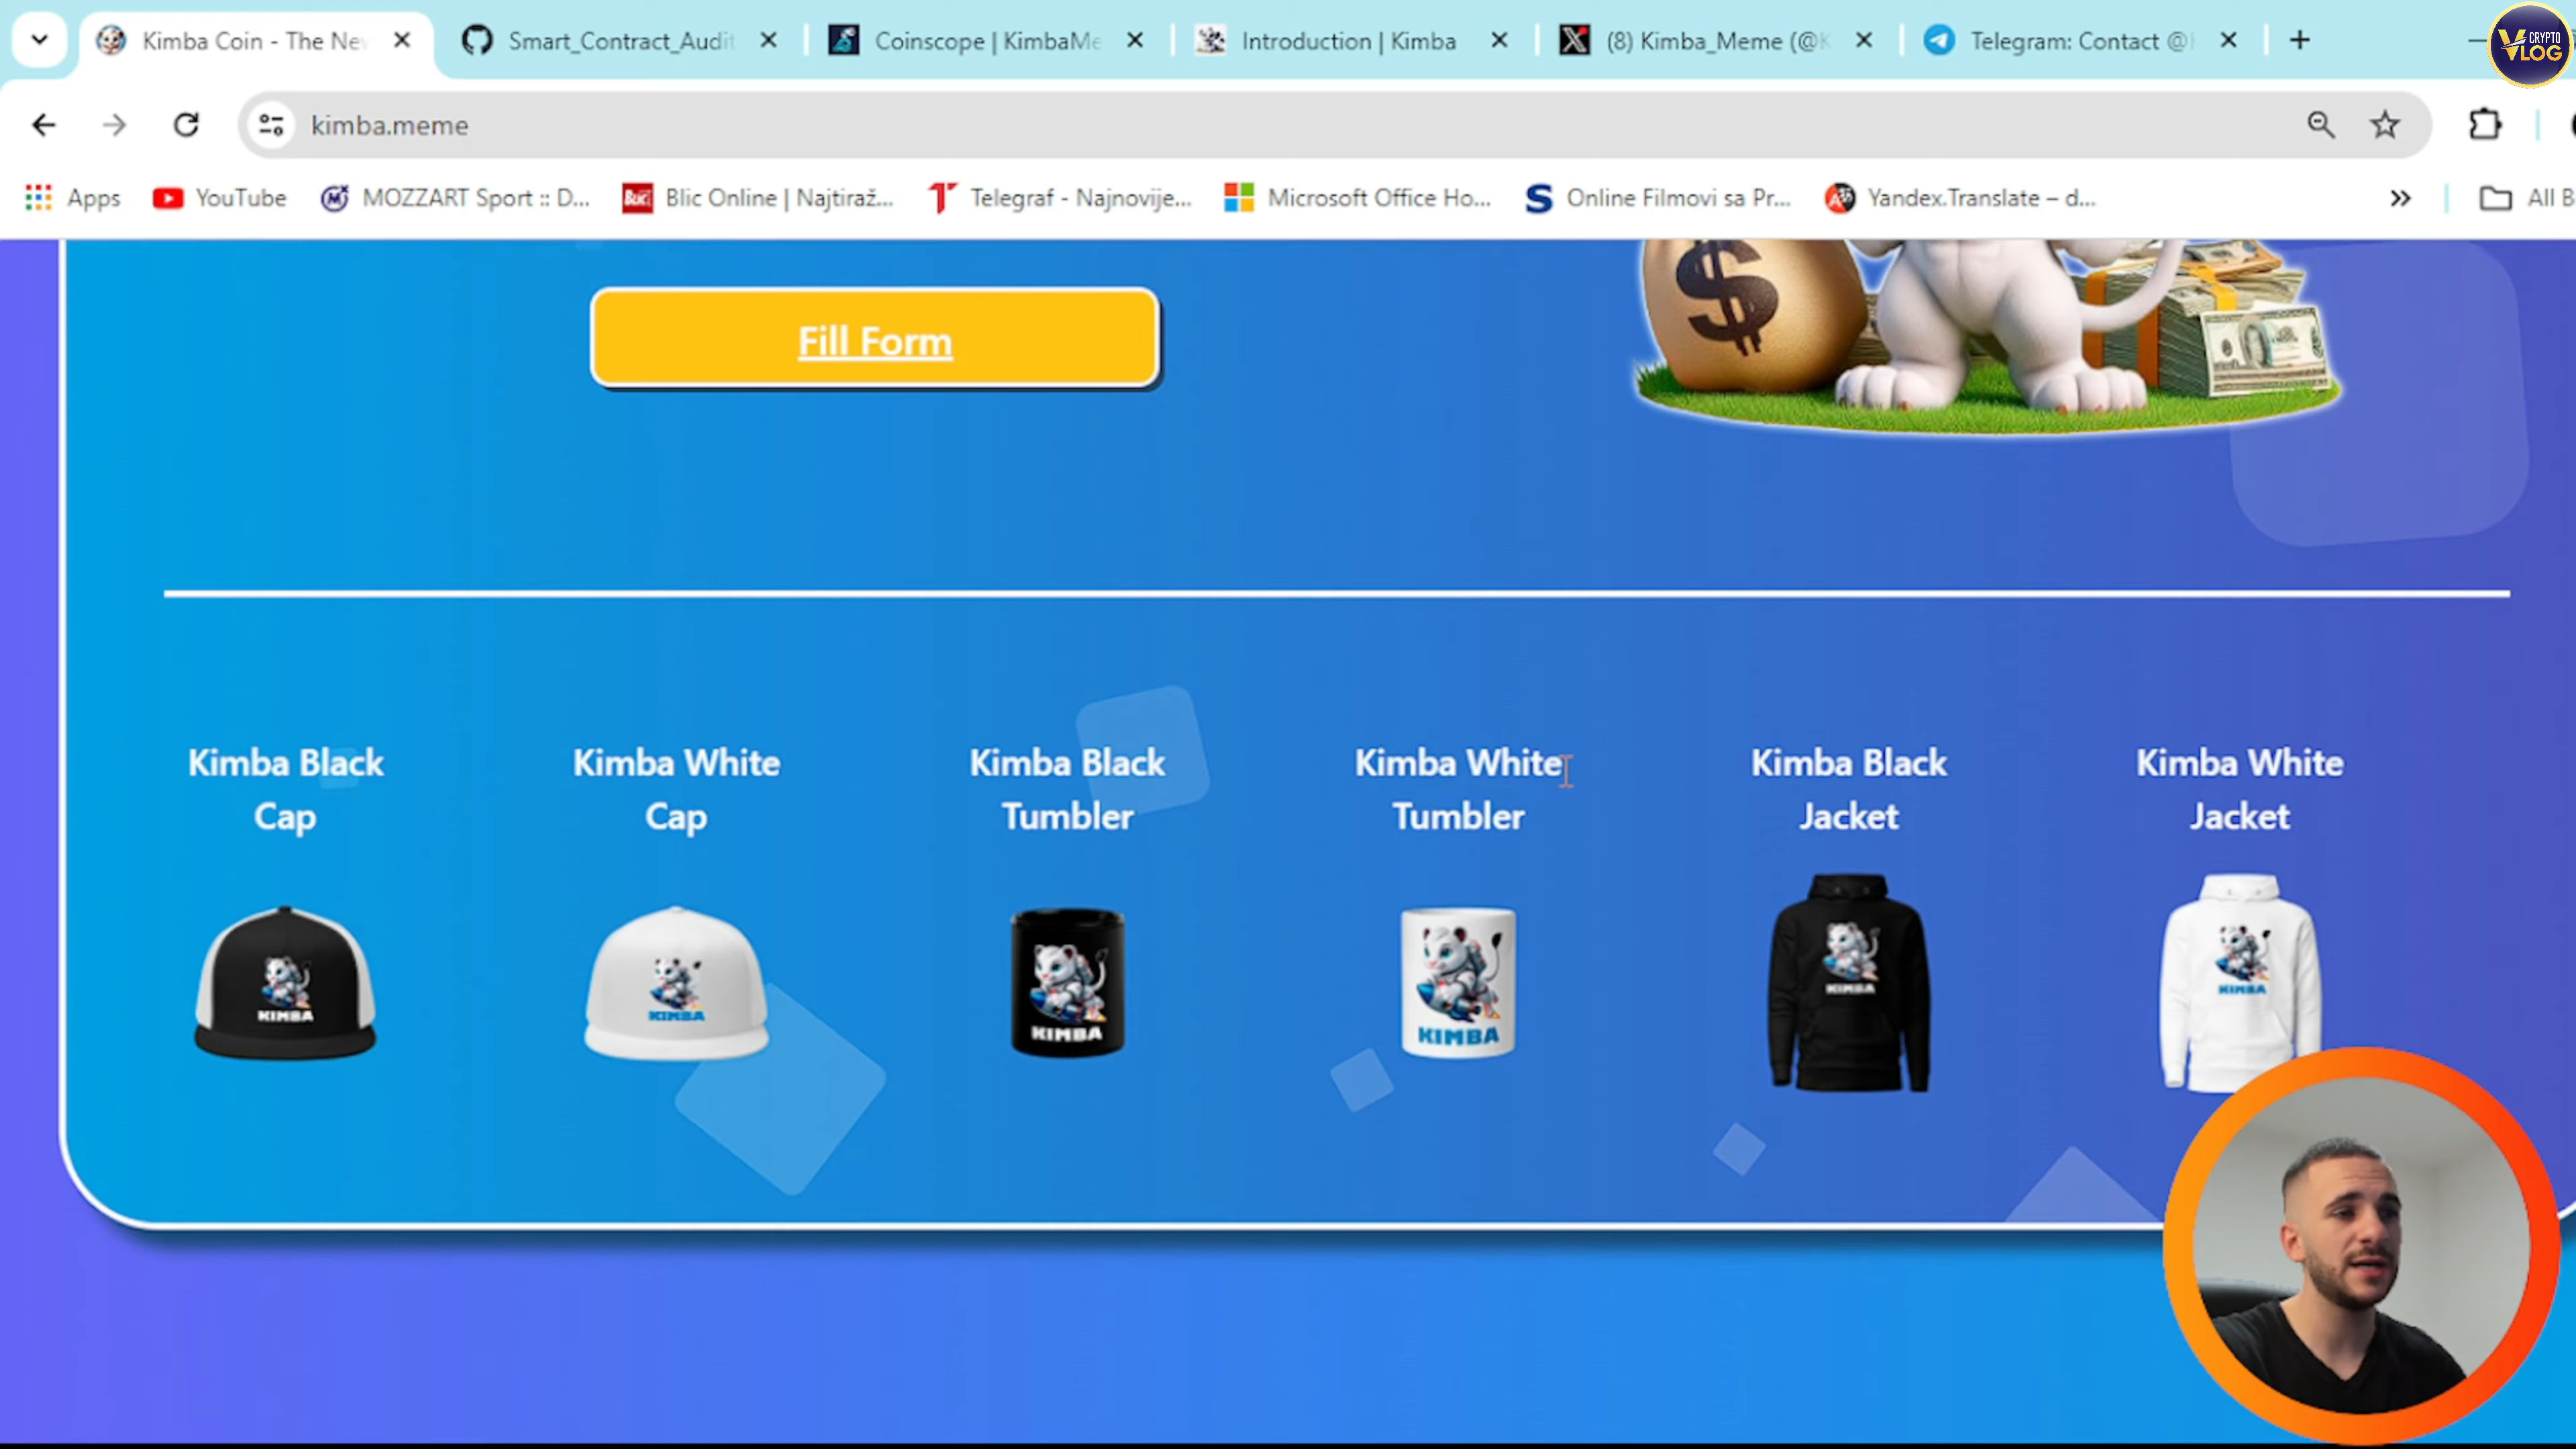 Kimba Coin - The Ne
Smart_Contract_Audit
Coinscope | KimbaMe
Introduction | Kimba
(8) Kimba_Meme (@K
Telegram: Contact @
CRYPTO
VLOG
kimba.meme
Apps
YouTube
MOZZART Sport :: D...
Blic Online | Najtiraž...
Telegraf - Najnovije...
Microsoft Office Ho...
Online Filmovi sa Pr...
Yandex.Translate – d...
All B
$
Fill Form
Kimba Black
Cap
Kimba White
Cap
Kimba Black
Tumbler
Kimba White
Tumbler
Kimba Black
Jacket
Kimba White
Jacket
KIMBA
KIMBA
KIMBA
KIMBA
KIMBA
KIMBA